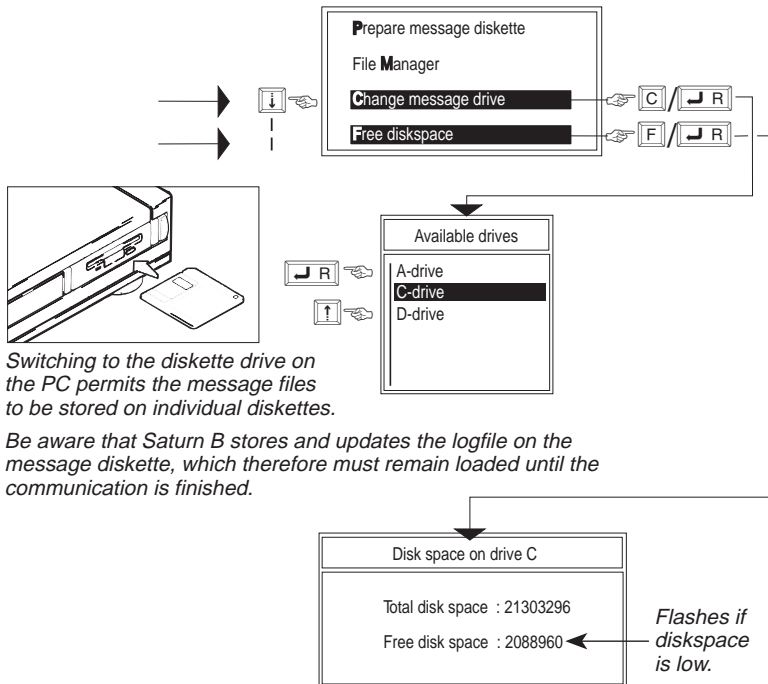 Prepare message diskette
File Manager
Change message drive
C / R
Free diskspace
F / R
Available drives
R
A-drive
C-drive
D-drive
Switching to the diskette drive on
the PC permits the message files
to be stored on individual diskettes.
Be aware that Saturn B stores and updates the logfile on the
message diskette, which therefore must remain loaded until the
communication is finished.
Disk space on drive C
Total disk space : 21303296
Free disk space : 2088960
Flashes if
diskspace
is low.